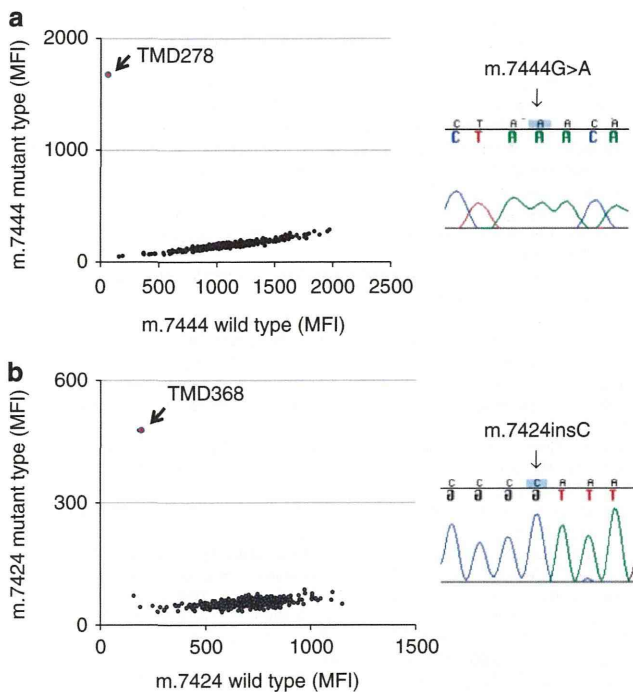 a
m.7444 mutant type (MFI)
2000
1000
0
TMD278
0 500 1000 1500 2000 2500
m.7444 wild type (MFI)
m.7444G>A
C T A A A C A
C T A A A C A
b
m.7424 mutant type (MFI)
600
300
0
TMD368
0 500 1000 1500
m.7424 wild type (MFI)
m.7424insC
C C C C A A A
G G G G T T T